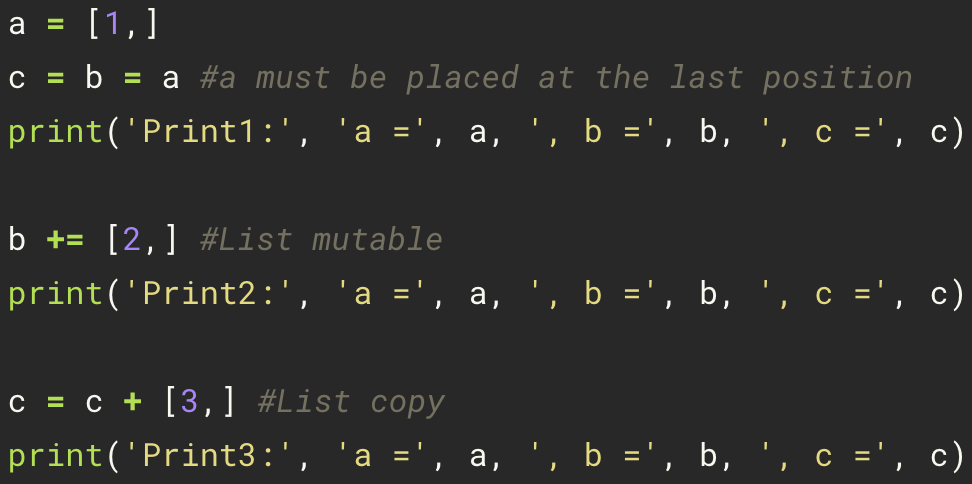 a = [1,]
c = b = a #a must be placed at the last position
print('Print1:', 'a =', a, ', b =', b, ', c =', c)
b += [2,] #List mutable
print('Print2:', 'a =', a, ', b =', b, ', c =', c)
c = c + [3,] #List copy
print('Print3:', 'a =', a, ', b =', b, ', c =', c)